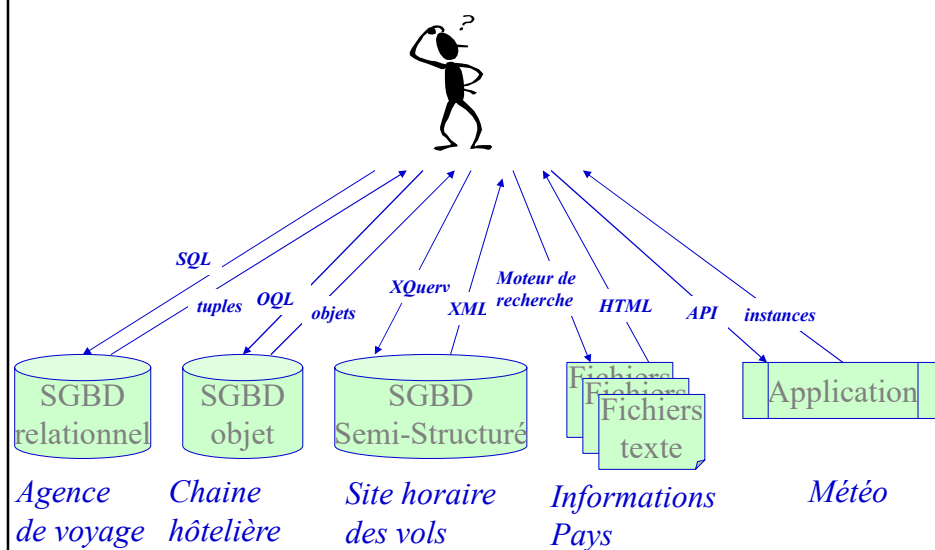 ?
SQL
tuples
OQL
objets
XQuery
XML
Moteur de
recherche
HTML
API
instances
SGBD
relationnel
SGBD
objet
SGBD
Semi-Structuré
Fichiers
Fichiers
texte
Application
Agence
de voyage
Chaine
hôtelière
Site horaire
des vols
Informations
Pays
Météo